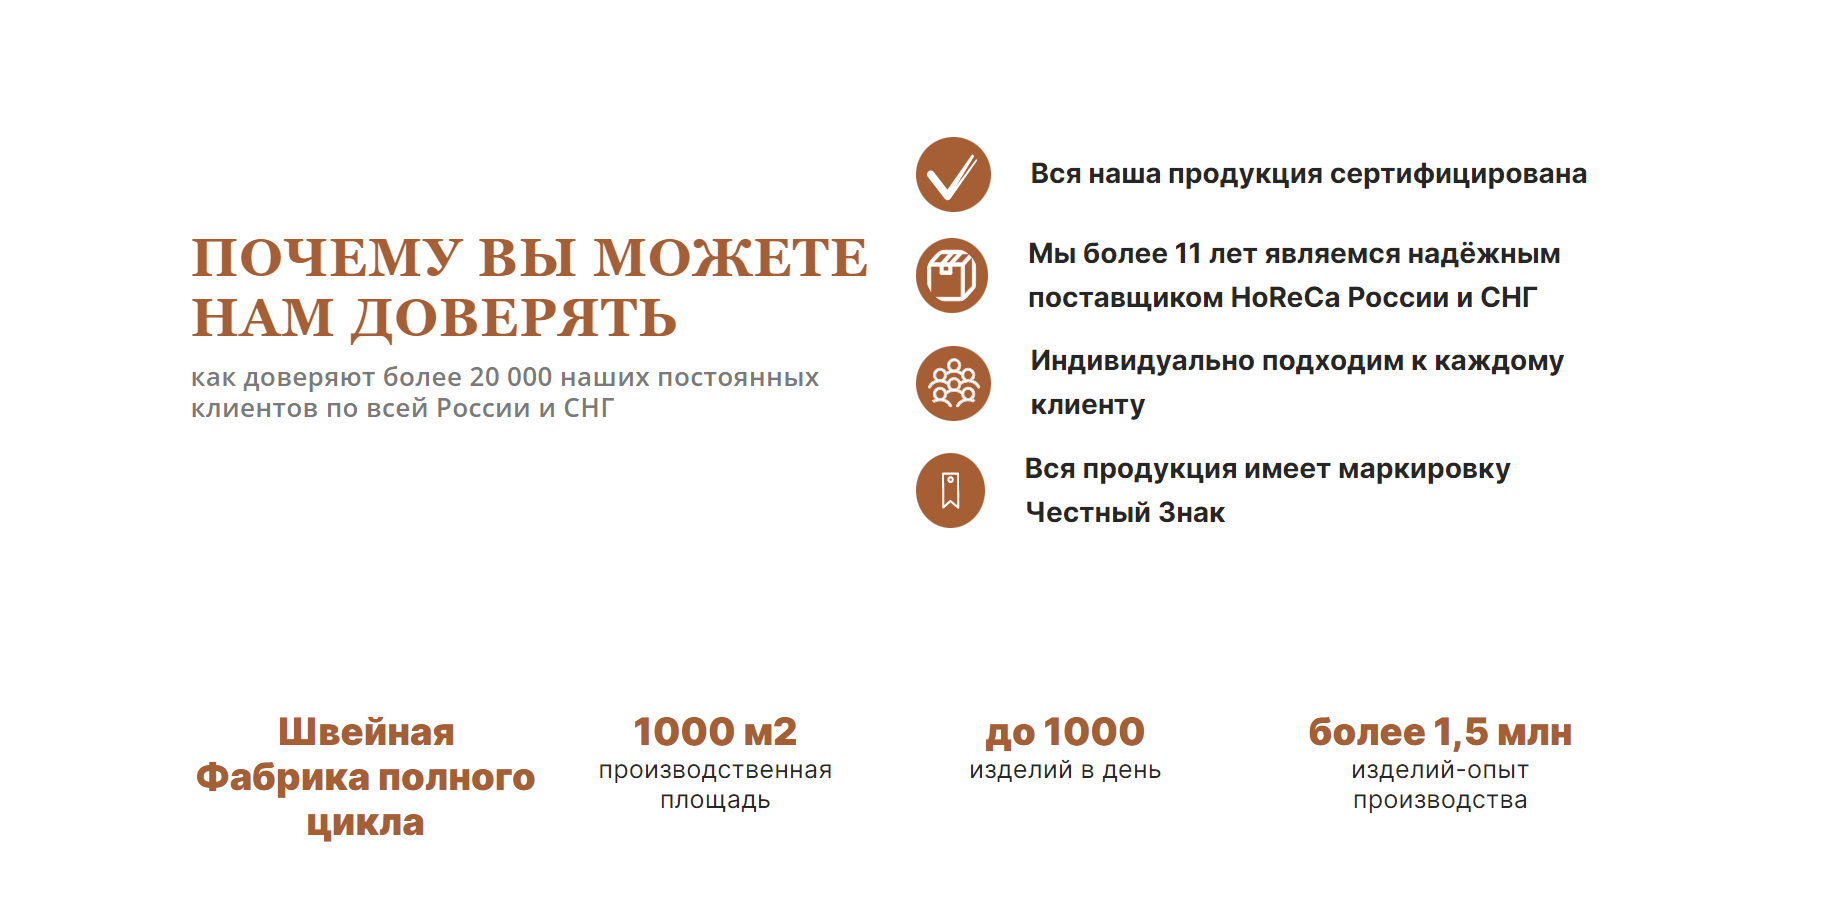 ПОЧЕМУ ВЫ МОЖЕТЕ
НАМ ДОВЕРЯТЬ
как доверяют более 20 000 наших постоянных
клиентов по всей России и СНГ
Вся наша продукция сертифицирована
Мы более 11 лет являемся надёжным
поставщиком HoReCa России и СНГ
Индивидуально подходим к каждому
клиенту
Вся продукция имеет маркировку
Честный Знак
Швейная
Фабрика полного
цикла
1000 м2
производственная
площадь
до 1000
изделий в день
более 1,5 млн
изделий-опыт
производства